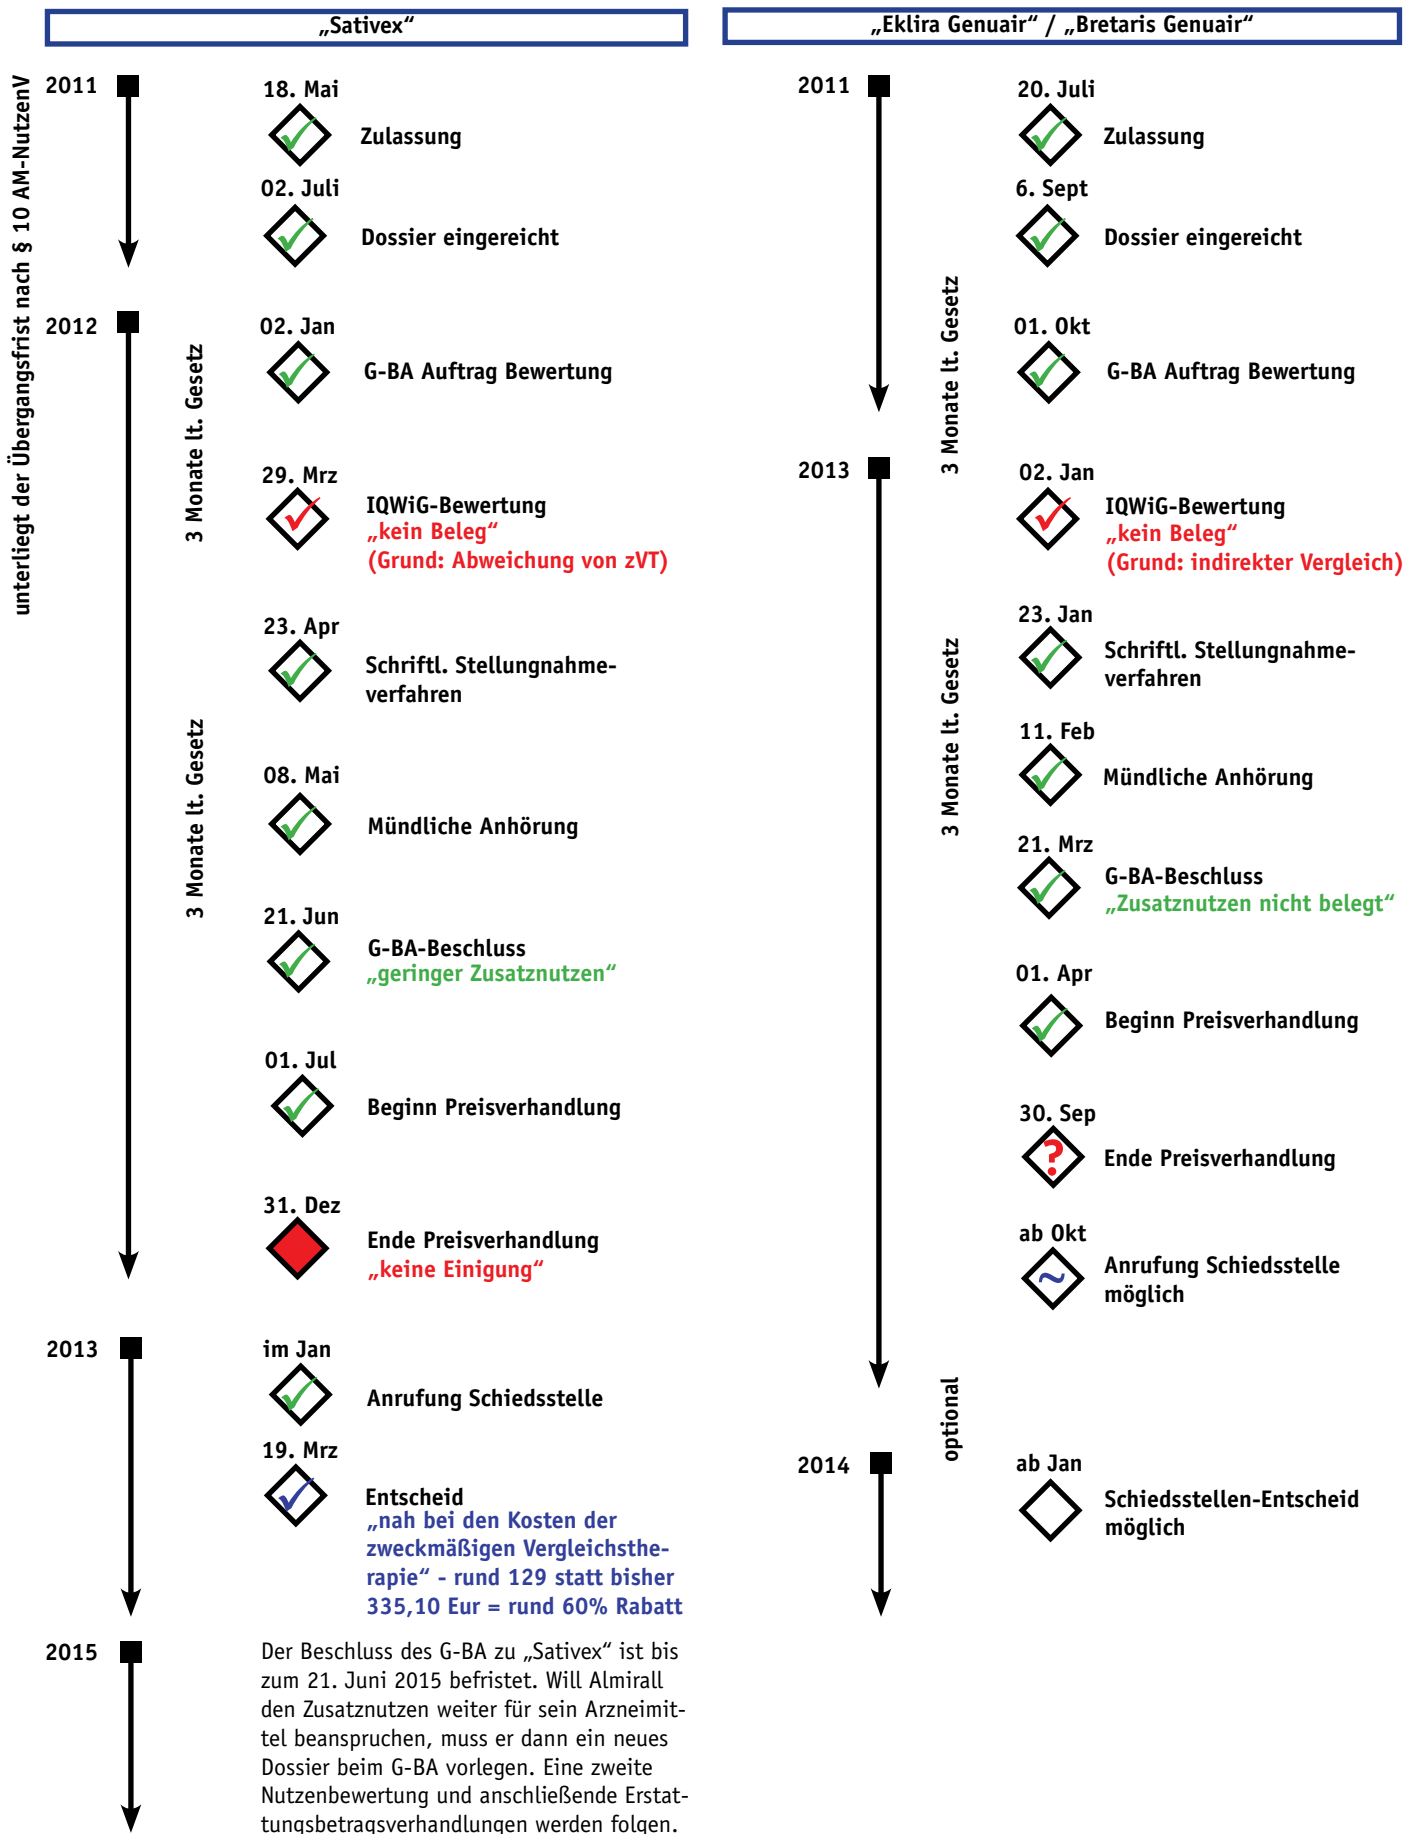 „Sativex“
unterliegt der Übergangsfrist nach § 10 AM-NutzenV
2011
18. Mai
Zulassung
02. Juli
Dossier eingereicht
2012
3 Monate lt. Gesetz
02. Jan
G-BA Auftrag Bewertung
29. Mrz
IQWiG-Bewertung
„kein Beleg“
(Grund: Abweichung von zVT)
3 Monate lt. Gesetz
23. Apr
Schriftl. Stellungnahme-
verfahren
08. Mai
Mündliche Anhörung
21. Jun
G-BA-Beschluss
„geringer Zusatznutzen“
01. Jul
Beginn Preisverhandlung
31. Dez
Ende Preisverhandlung
„keine Einigung“
2013
im Jan
Anrufung Schiedsstelle
19. Mrz
Entscheid
„nah bei den Kosten der
zweckmäßigen Vergleichsthe-
rapie“ - rund 129 statt bisher
335,10 Eur = rund 60% Rabatt
2015
Der Beschluss des G-BA zu „Sativex“ ist bis
zum 21. Juni 2015 befristet. Will Almirall
den Zusatznutzen weiter für sein Arzneimit-
tel beanspruchen, muss er dann ein neues
Dossier beim G-BA vorlegen. Eine zweite
Nutzenbewertung und anschließende Erstat-
tungsbetragsverhandlungen werden folgen.
„Eklira Genuair“ / „Bretaris Genuair“
2011
20. Juli
Zulassung
6. Sept
Dossier eingereicht
3 Monate lt. Gesetz
01. Okt
G-BA Auftrag Bewertung
2013
02. Jan
IQWiG-Bewertung
„kein Beleg“
(Grund: indirekter Vergleich)
3 Monate lt. Gesetz
23. Jan
Schriftl. Stellungnahme-
verfahren
11. Feb
Mündliche Anhörung
21. Mrz
G-BA-Beschluss
„Zusatznutzen nicht belegt“
01. Apr
Beginn Preisverhandlung
30. Sep
?
Ende Preisverhandlung
ab Okt
~
Anrufung Schiedsstelle
möglich
optional
2014
ab Jan
Schiedsstellen-Entscheid
möglich